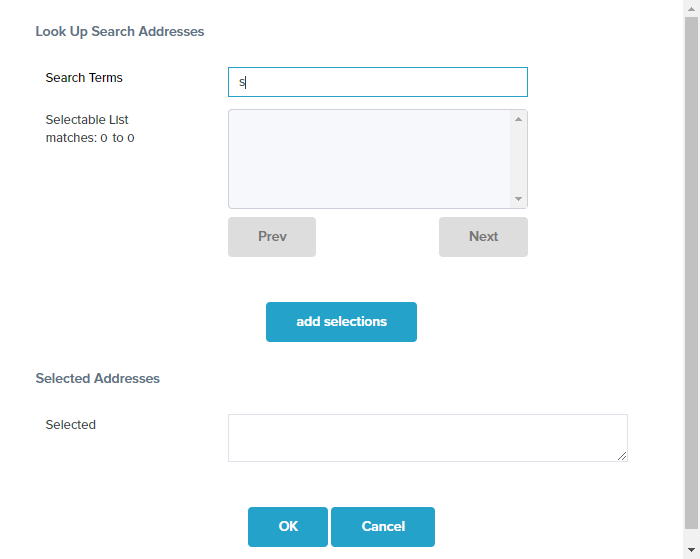 Look Up Search Addresses
Search Terms
s
Selectable List
matches: 0 to 0
Prev
Next
add selections
Selected Addresses
Selected
OK
Cancel